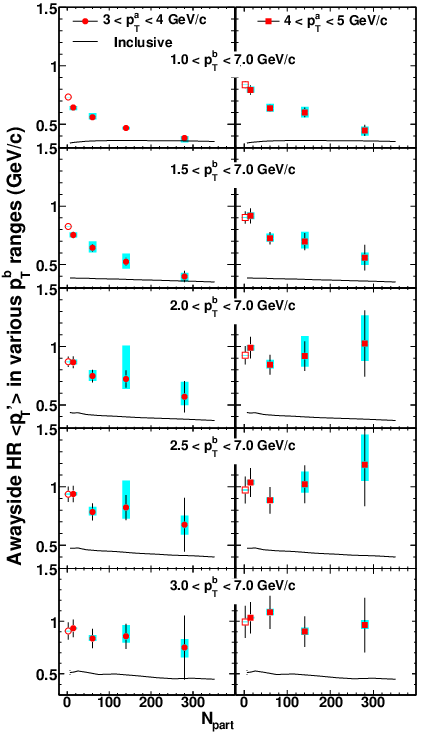 3 < p_T^a < 4 GeV/c
Inclusive
4 < p_T^a < 5 GeV/c
1.0 < p_T^b < 7.0 GeV/c
1.5
1
0.5
1.5 < p_T^b < 7.0 GeV/c
1.5
1
0.5
2.0 < p_T^b < 7.0 GeV/c
1.5
1
0.5
2.5 < p_T^b < 7.0 GeV/c
1.5
1
0.5
3.0 < p_T^b < 7.0 GeV/c
1.5
1
0.5
0 100 200 300 0 100 200 300
N_part
Awayside HR <p_T'> in various p_T^b ranges (GeV/c)